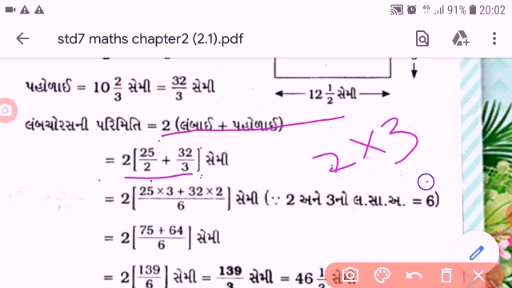 4G 91% 20:02
std7 maths chapter2 (2.1).pdf
પહોળાઈ = 10 2/3 સેમી = 32/3 સેમી
12 1/2 સેમી
લંબચોરસની પરિમિતિ = 2 (લંબાઈ + પહોળાઈ)
2 × 3
= 2[25/2 + 32/3] સેમી
= 2[25 × 3 + 32 × 2 / 6] સેમી (∵ 2 અને 3નો લ.સા.અ. = 6)
= 2[75 + 64 / 6] સેમી
= 2[139/6] સેમી = 139/3 સેમી = 46 1/ સેમી